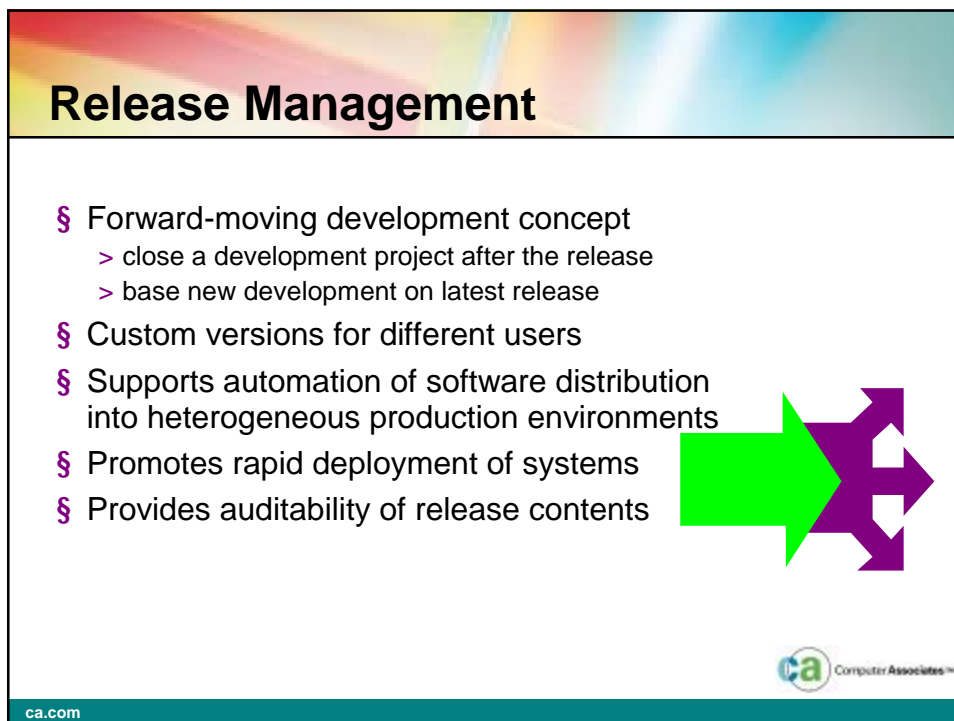 Release Management
§ Forward-moving development concept
> close a development project after the release
> base new development on latest release
§ Custom versions for different users
§ Supports automation of software distribution
into heterogeneous production environments
§ Promotes rapid deployment of systems
§ Provides auditability of release contents
ca Computer Associates™
ca.com